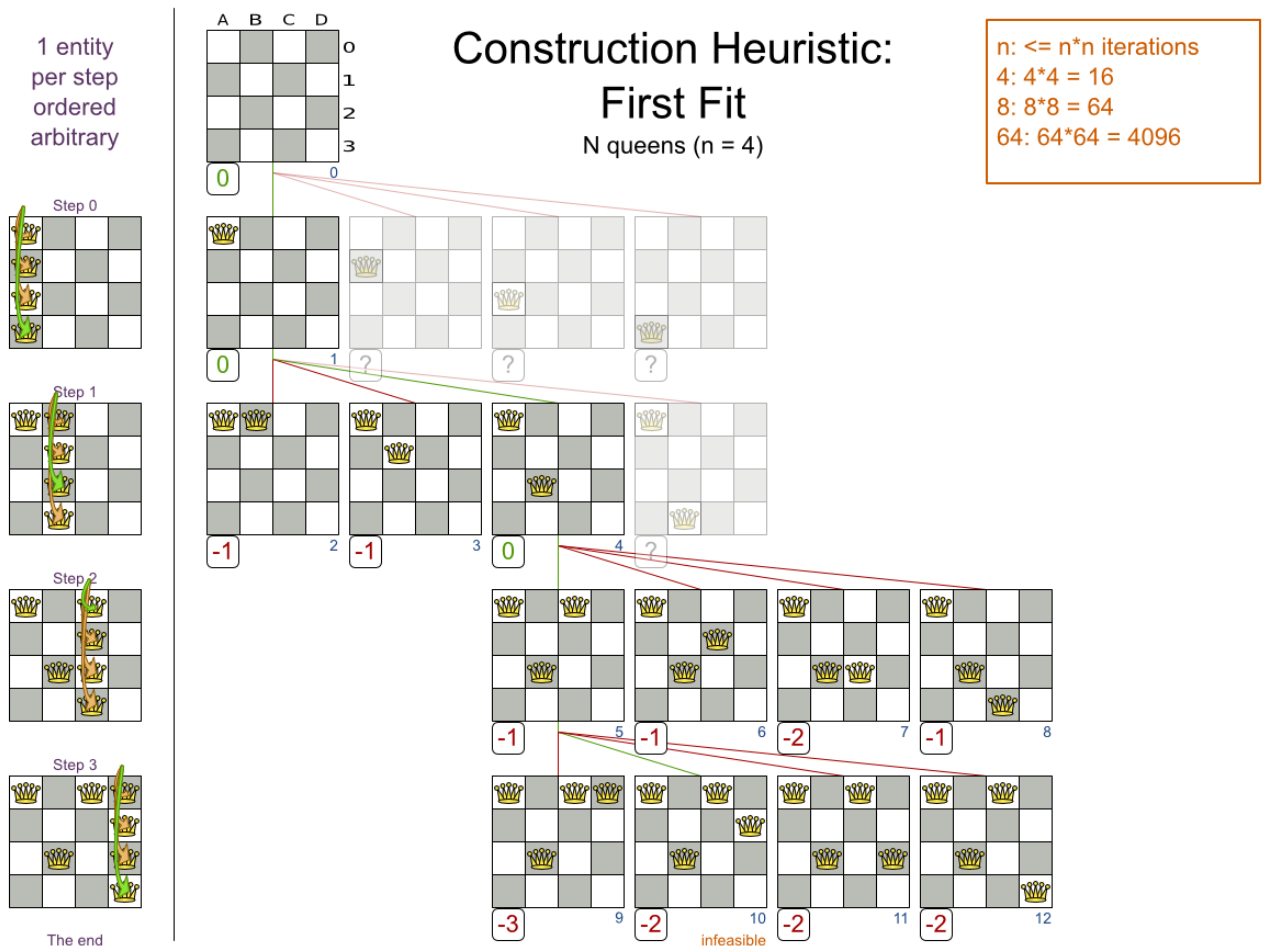 1 entity
per step
ordered
arbitrary
A B C D
0
1
2
3
Construction Heuristic:
First Fit
N queens (n = 4)
n: <= n*n iterations
4: 4*4 = 16
8: 8*8 = 64
64: 64*64 = 4096
0 0
Step 0
0 1 ? ? ?
Step 1
-1 2 -1 3 0 4 ?
Step 2
-1 5 -1 6 -2 7 -1 8
Step 3
-3 9 -2 10 -2 11 -2 12
The end
infeasible